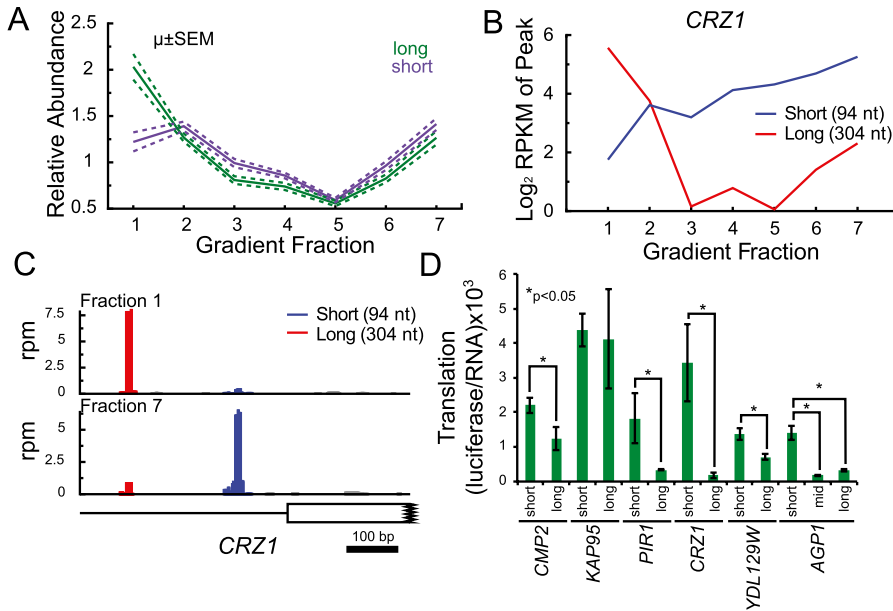 A
μ±SEM
long
short
Relative Abundance
2.5
2
1.5
1
0.5
1 2 3 4 5 6 7
Gradient Fraction
B
CRZ1
Log₂ RPKM of Peak
6
4
2
0
Short (94 nt)
Long (304 nt)
1 2 3 4 5 6 7
Gradient Fraction
C
Fraction 1
rpm
7.5
5
2.5
0
Short (94 nt)
Long (304 nt)
Fraction 7
rpm
5
2.5
0
CRZ1
100 bp
D
Translation
(luciferase/RNA)x10³
6
5
4
3
2
1
0
*p<0.05
* * * * * *
short long short long short long short long short long short mid long
CMP2 KAP95 PIR1 CRZ1 YDL129W AGP1